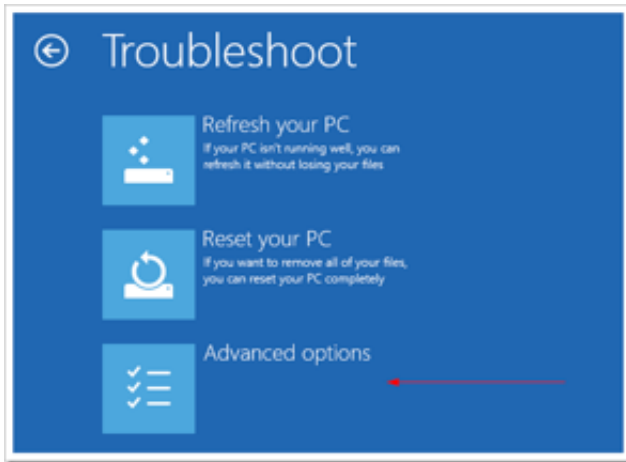 Troubleshoot
Refresh your PC
If your PC isn't running well, you can
refresh it without losing your files
Reset your PC
If you want to remove all of your files,
you can reset your PC completely
Advanced options